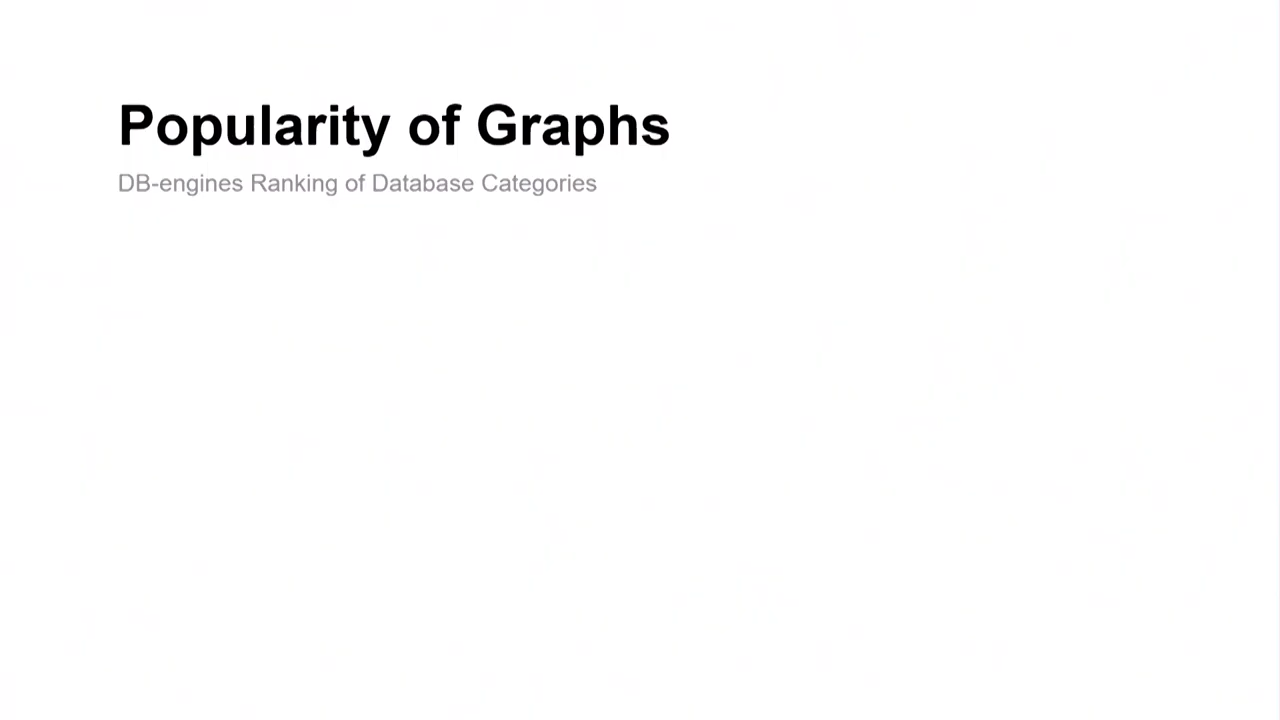 Popularity of Graphs
DB-engines Ranking of Database Categories